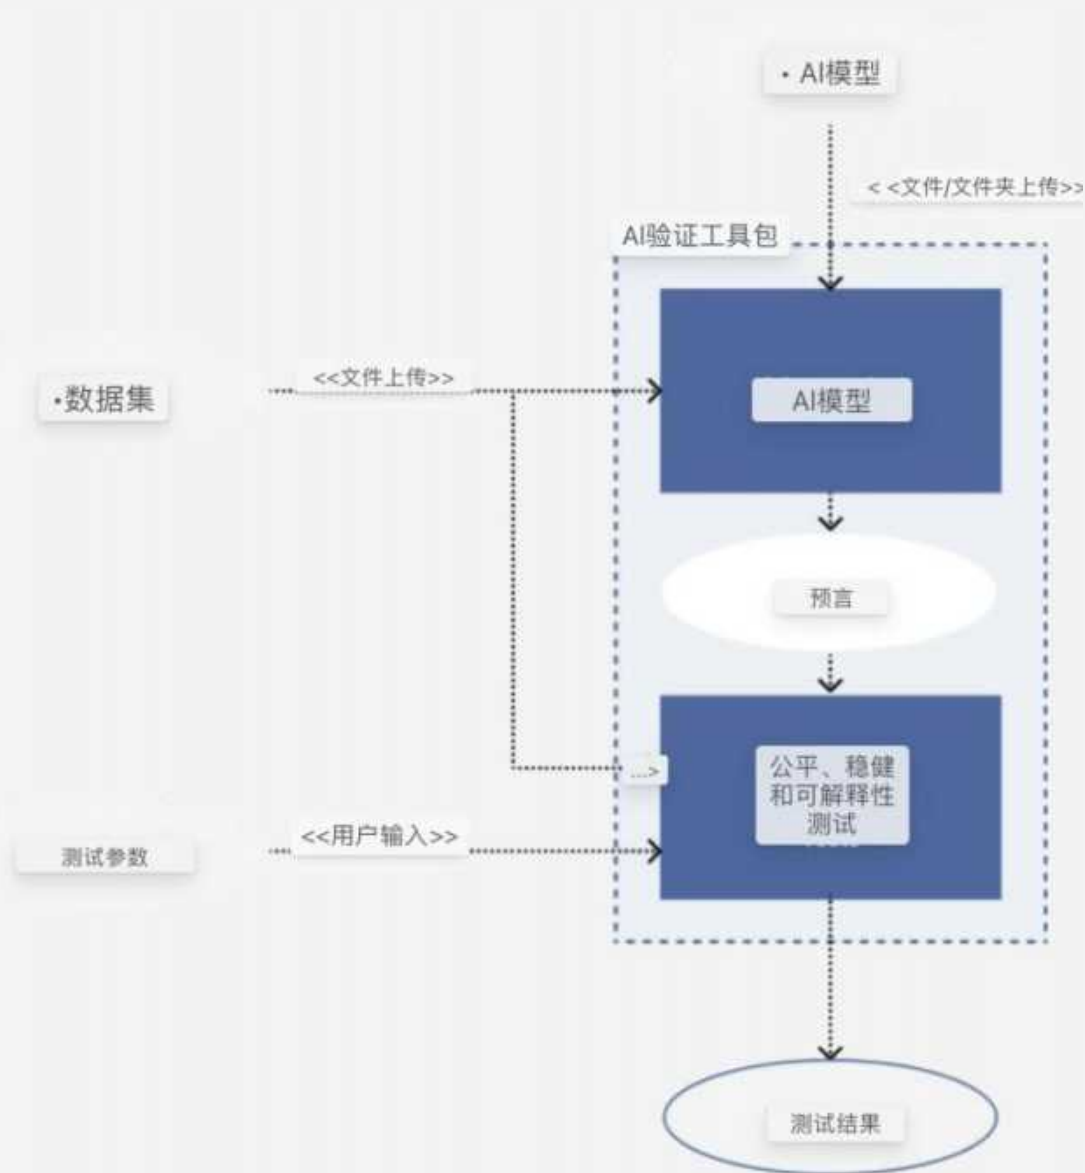 • AI模型
< <文件/文件夹上传>>
AI验证工具包
<<文件上传>>
•数据集
AI模型
预言
...>
公平、稳健
和可解释性
测试
<<用户输入>>
测试参数
测试结果